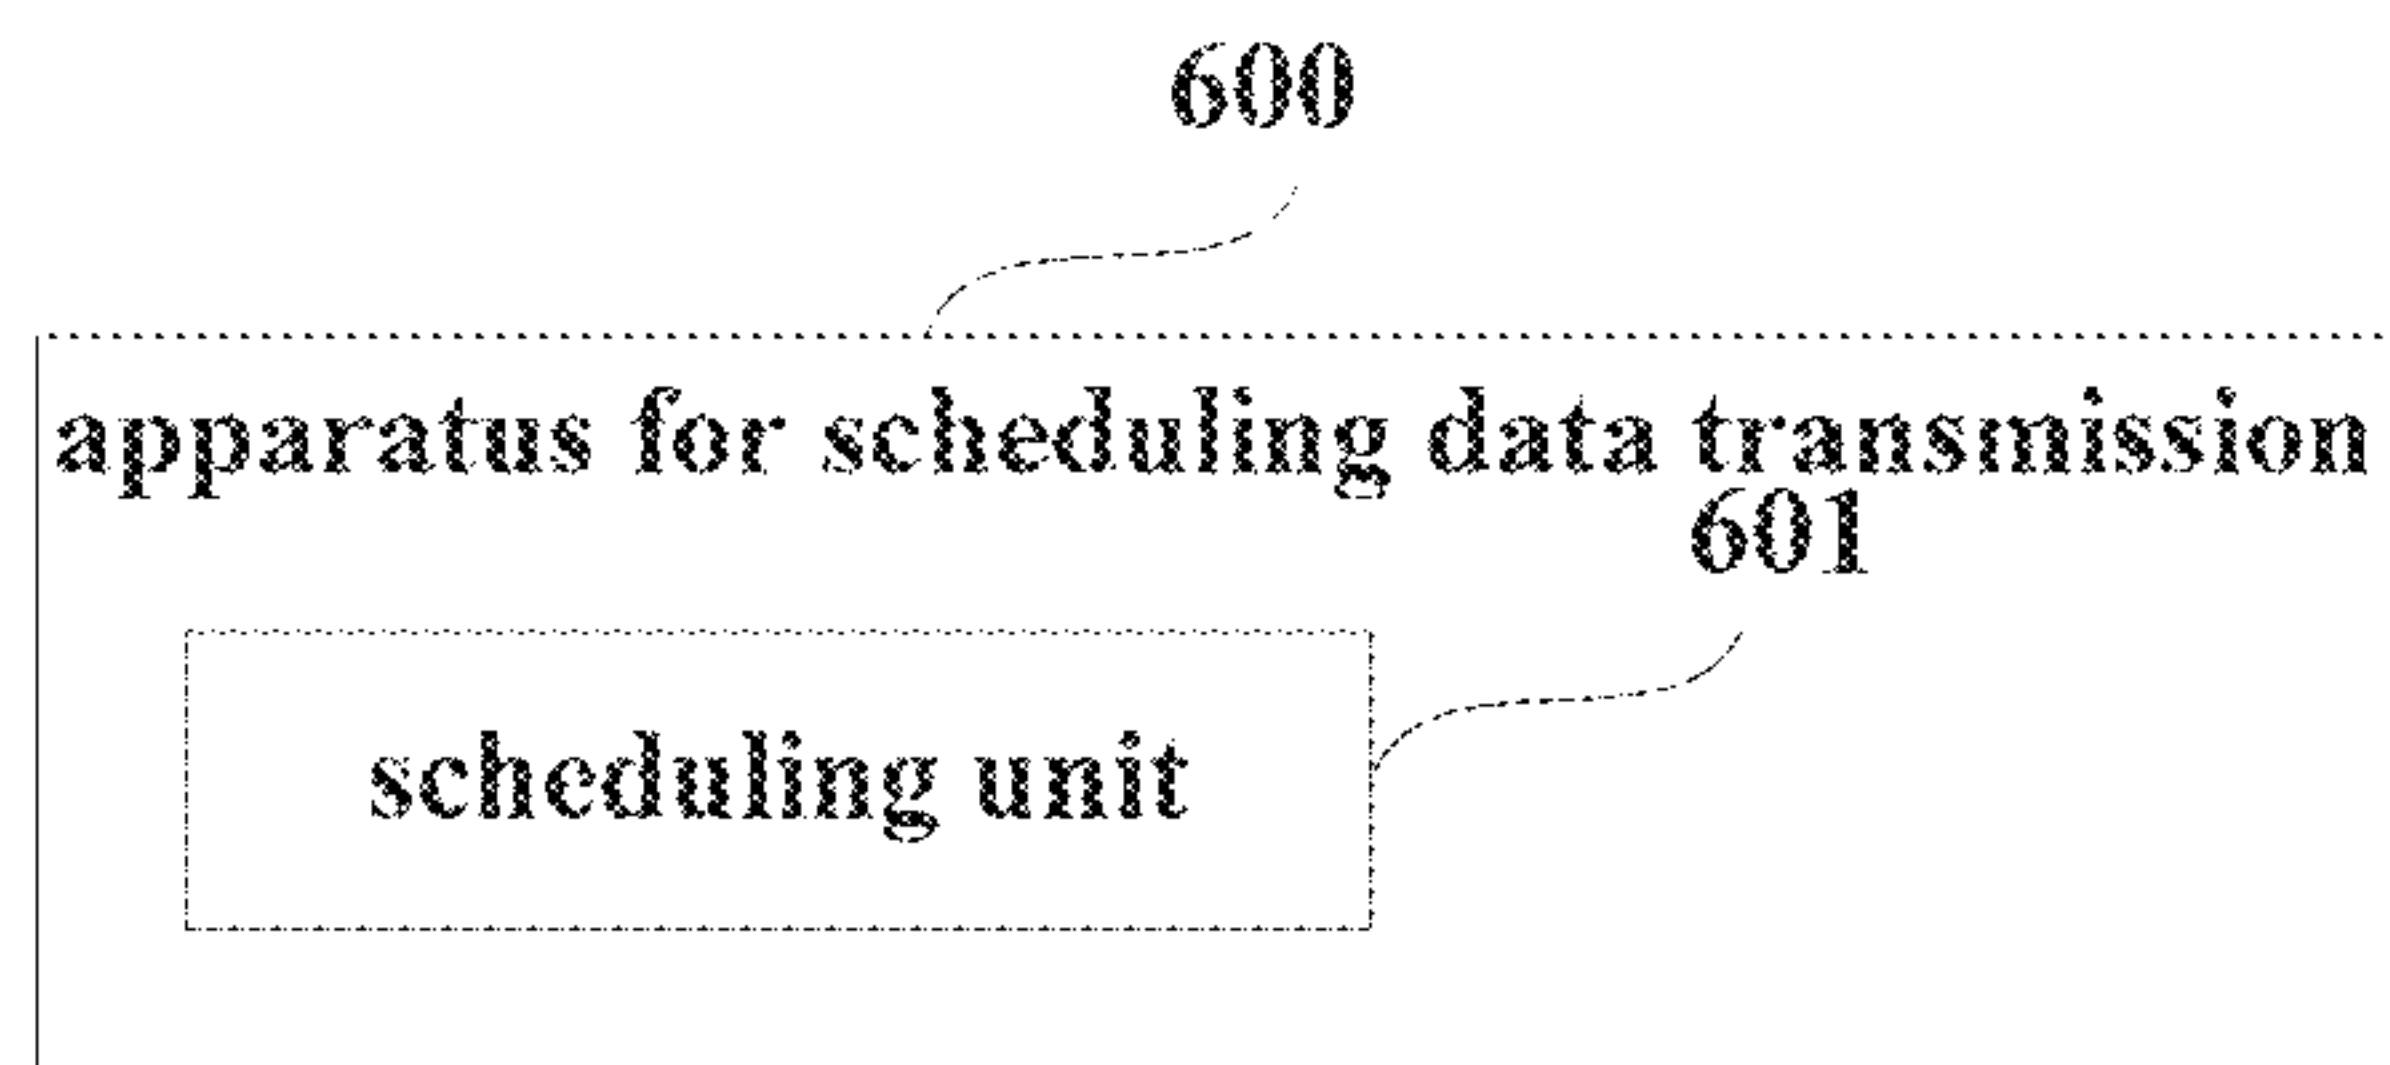 600
apparatus for scheduling data transmission
601
scheduling unit